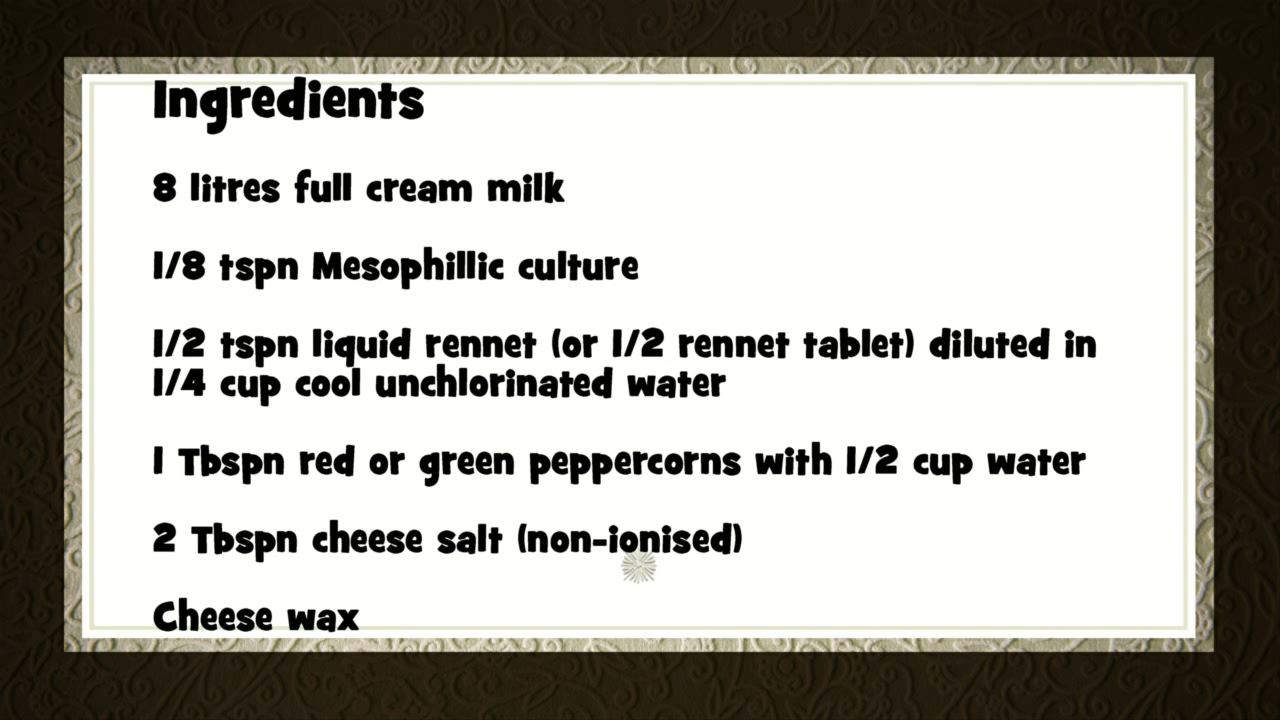 Ingredients
8 litres full cream milk
1/8 tspn Mesophillic culture
1/2 tspn liquid rennet (or 1/2 rennet tablet) diluted in
1/4 cup cool unchlorinated water
1 Tbspn red or green peppercorns with 1/2 cup water
2 Tbspn cheese salt (non-ionised)
Cheese wax